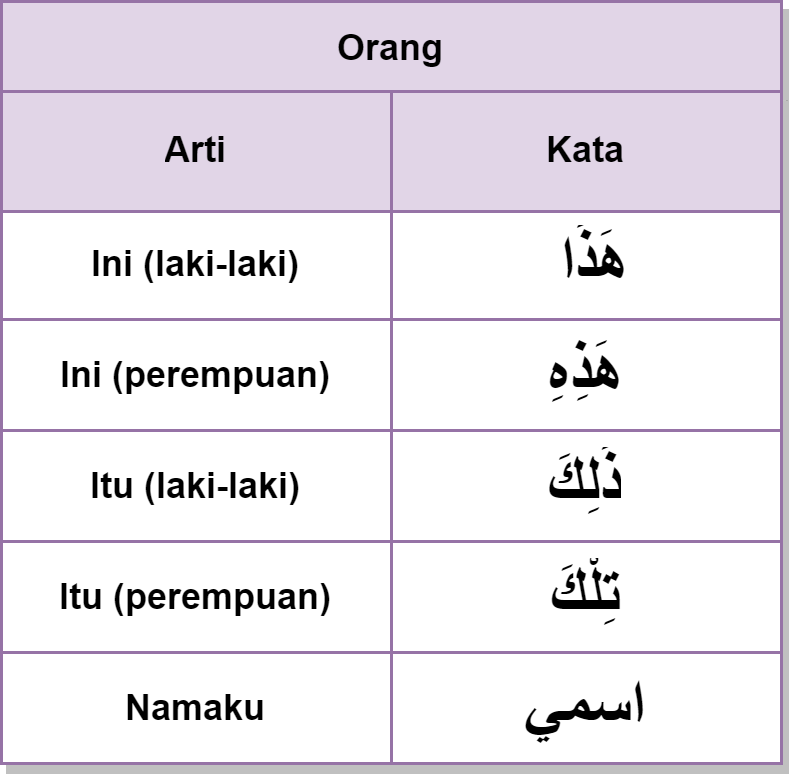 Orang
Arti Kata
Ini (laki-laki) هَذَا
Ini (perempuan) هَذِهِ
Itu (laki-laki) ذَلِكَ
Itu (perempuan) تِلْكَ
Namaku اسمي